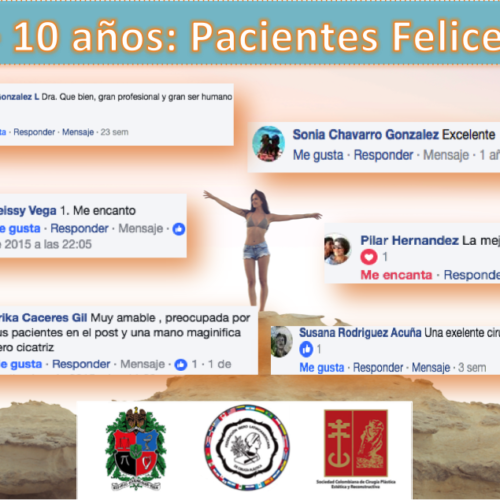 10 años: Pacientes Felice
onzalez L Dra. Que bien, gran profesional y gran ser humano
ta · Responder · Mensaje · 23 sem
Sonia Chavarro Gonzalez Excelente
Me gusta · Responder · Mensaje · 1 añ
eissy Vega 1. Me encanto
e gusta · Responder · Mensaje ·
e 2015 a las 22:05
Pilar Hernandez La mej
1
Me encanta · Responde
rika Caceres Gil Muy amable , preocupada por
us pacientes en el post y una mano maginifica
ero cicatriz
e gusta · Responder · Mensaje · 1 · 1 de
Susana Rodriguez Acuña Una exelente ciru
1
Me gusta · Responder · Mensaje · 3 sem
Sociedad Colombiana de Cirugía Plástica
Estética y Reconstructiva